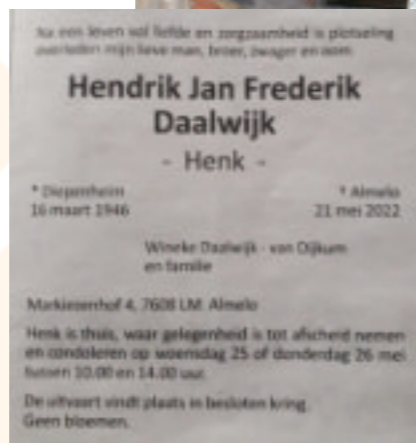 Na een leven vol liefde en zorgzaamheid is plotseling
overleden mijn lieve man, broer, zwager en oom
Hendrik Jan Frederik
Daalwijk
- Henk -
* Diepenheim † Almelo
16 maart 1946 21 mei 2022
Wineke Daalwijk - van Dijkum
en familie
Markiesenhof 4, 7608 LM Almelo
Henk is thuis, waar gelegenheid is tot afscheid nemen
en condoleren op woensdag 25 of donderdag 26 mei
tussen 10.00 en 14.00 uur.
De uitvaart vindt plaats in besloten kring.
Geen bloemen.